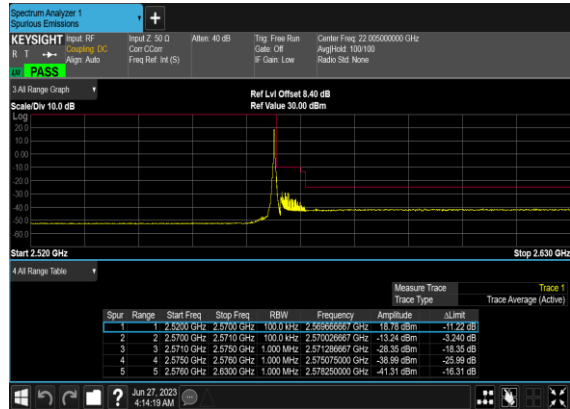 Spectrum Analyzer 1
Spurious Emissions
KEYSIGHT Input: RF Input Z: 50 Ω Atten: 40 dB Trig: Free Run Center Freq: 22.005000000 GHz
R T Coupling: DC Corr CCorr Gate: Off Avg|Hold: 100/100
Align: Auto Freq Ref: Int (S) IF Gain: Low Radio Std: None
PASS
3 All Range Graph
Ref Lvl Offset 8.40 dB
Scale/Div 10.0 dB Ref Value 30.00 dBm
Log
20.0
10.0
0.00
-10.0
-20.0
-30.0
-40.0
-50.0
-60.0
Start 2.520 GHz Stop 2.630 GHz
4 All Range Table
Measure Trace Trace 1
Trace Type Trace Average (Active)
Spur Range Start Freq Stop Freq RBW Frequency Amplitude ΔLimit
1 1 2.5200 GHz 2.5700 GHz 100.0 kHz 2.569666667 GHz 18.78 dBm -11.22 dB
2 2 2.5700 GHz 2.5710 GHz 100.0 kHz 2.570026667 GHz -13.24 dBm -3.240 dB
3 3 2.5710 GHz 2.5750 GHz 1.000 MHz 2.571286667 GHz -28.35 dBm -18.35 dB
4 4 2.5750 GHz 2.5760 GHz 1.000 MHz 2.575075000 GHz -38.99 dBm -25.99 dB
5 5 2.5760 GHz 2.6300 GHz 1.000 MHz 2.578250000 GHz -41.31 dBm -16.31 dB
Jun 27, 2023
4:14:19 AM